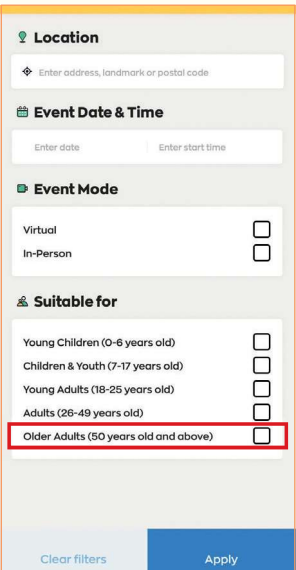 Location
Enter address, landmark or postal code
Event Date & Time
Enter date Enter start time
Event Mode
Virtual
In-Person
Suitable for
Young Children (0-6 years old)
Children & Youth (7-17 years old)
Young Adults (18-25 years old)
Adults (26-49 years old)
Older Adults (50 years old and above)
Clear filters Apply